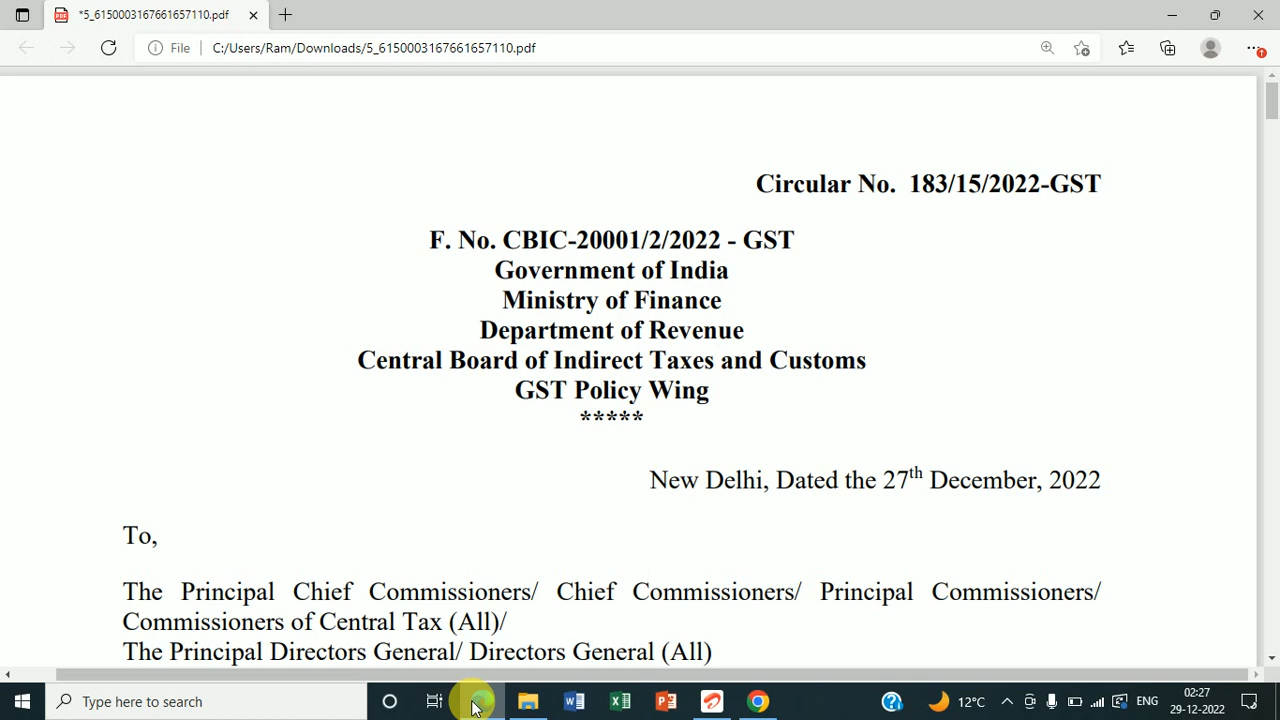 *5_6150003167661657110.pdf
File
C:/Users/Ram/Downloads/5_6150003167661657110.pdf
Circular No. 183/15/2022-GST
F. No. CBIC-20001/2/2022 - GST
Government of India
Ministry of Finance
Department of Revenue
Central Board of Indirect Taxes and Customs
GST Policy Wing
*****
New Delhi, Dated the 27th December, 2022
To,
The Principal Chief Commissioners/ Chief Commissioners/ Principal Commissioners/
Commissioners of Central Tax (All)/
The Principal Directors General/ Directors General (All)
Type here to search
12°C
ENG
02:27
29-12-2022